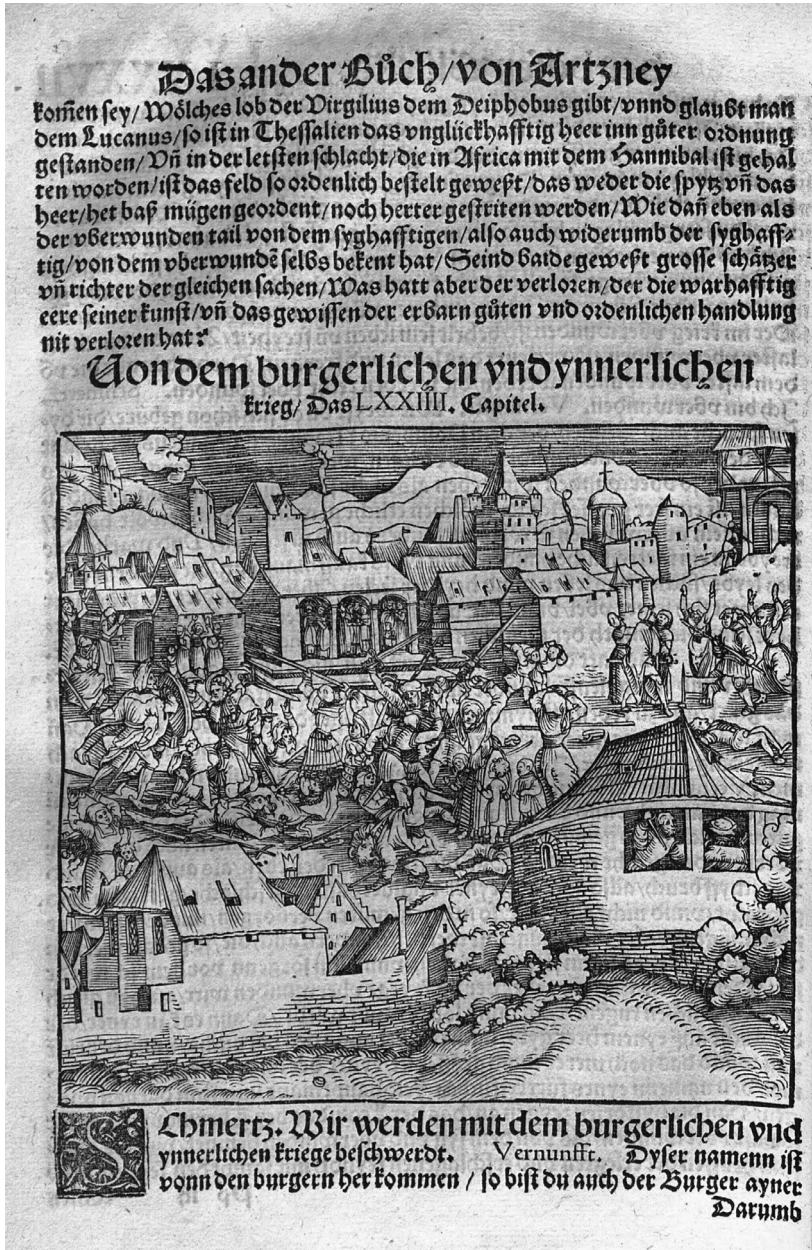 Das ander Bůch/von Artzney
kom̃en sey/Wölches lob der Virgilius dem Deiphobus gibt/vnnd glaubt man
dem Lucanus/so ist in Thessalien das vnglückhafftig heer inn gůter ordnung
gestanden/Vñ in der letsten schlacht/die in Africa mit dem Hannibal ist gehal
ten worden/ist das feld so ordenlich bestelt geweßt/das weder die spytz vñ das
heer/het baß mügen geordent/noch herter gestriten werden/Wie dañ eben als
der vberwunden tail von dem syghafftigen/also auch widerumb der syghaff⸗
tig/von dem vberwundẽ selbs bekent hat/Seind baide geweßt grosse schätzer
vñ richter der gleichen sachen/Was hatt aber der verloren/der die warhafftig
eere seiner kunst/vñ das gewissen der erbarn gůten vnd ordenlichen handlung
nit verloren hat?
Von dem burgerlichen vnd ynnerlichen
krieg/Das LXXIIII. Capitel.
SChmertz. Wir werden mit dem burgerlichen vnd
ynnerlichen kriege beschwerdt. Vernunfft. Dyser namenn ist
vonn den burgern her kommen/so bist du auch der Burger ayner
Darumb